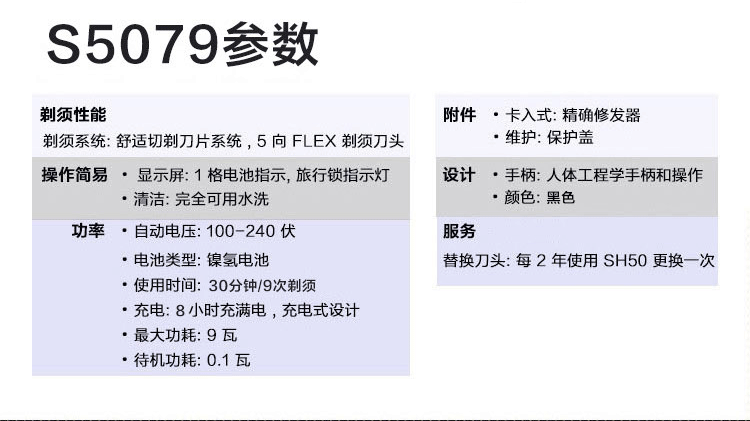 S5079参数
剃须性能
剃须系统: 舒适切剃刀片系统 , 5 向 FLEX 剃须刀头
操作简易 • 显示屏: 1 格电池指示, 旅行锁指示灯
• 清洁: 完全可用水洗
功率 • 自动电压: 100-240 伏
• 电池类型: 镍氢电池
• 使用时间: 30分钟/9次剃须
• 充电: 8 小时充满电 , 充电式设计
• 最大功耗: 9 瓦
• 待机功耗: 0.1 瓦
附件 • 卡入式: 精确修发器
• 维护: 保护盖
设计 • 手柄: 人体工程学手柄和操作
• 颜色: 黑色
服务
替换刀头: 每 2 年使用 SH50 更换一次